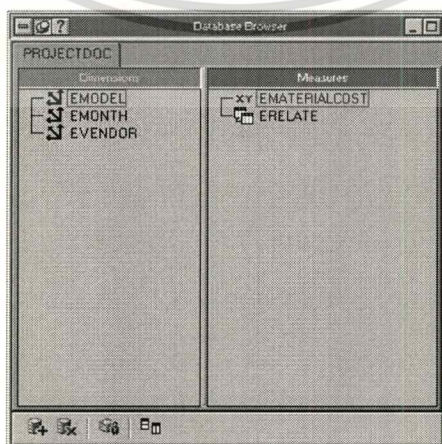 Database Browser
PROJECTDOC
Dimensions
EMODEL
EMONTH
EVENDOR
Measures
XY EMATERIALCOST
ERELATE